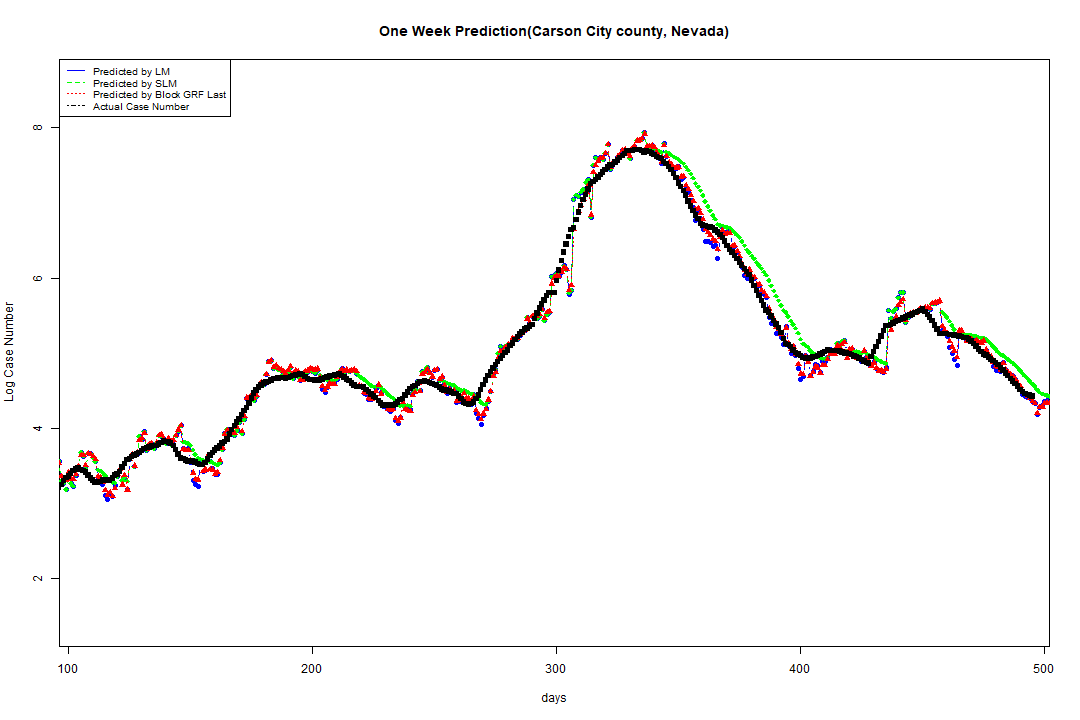 One Week Prediction(Carson City county, Nevada)
Predicted by LM
Predicted by SLM
Predicted by Block GRF Last
Actual Case Number
8
6
4
2
Log Case Number
100 200 300 400 500
days